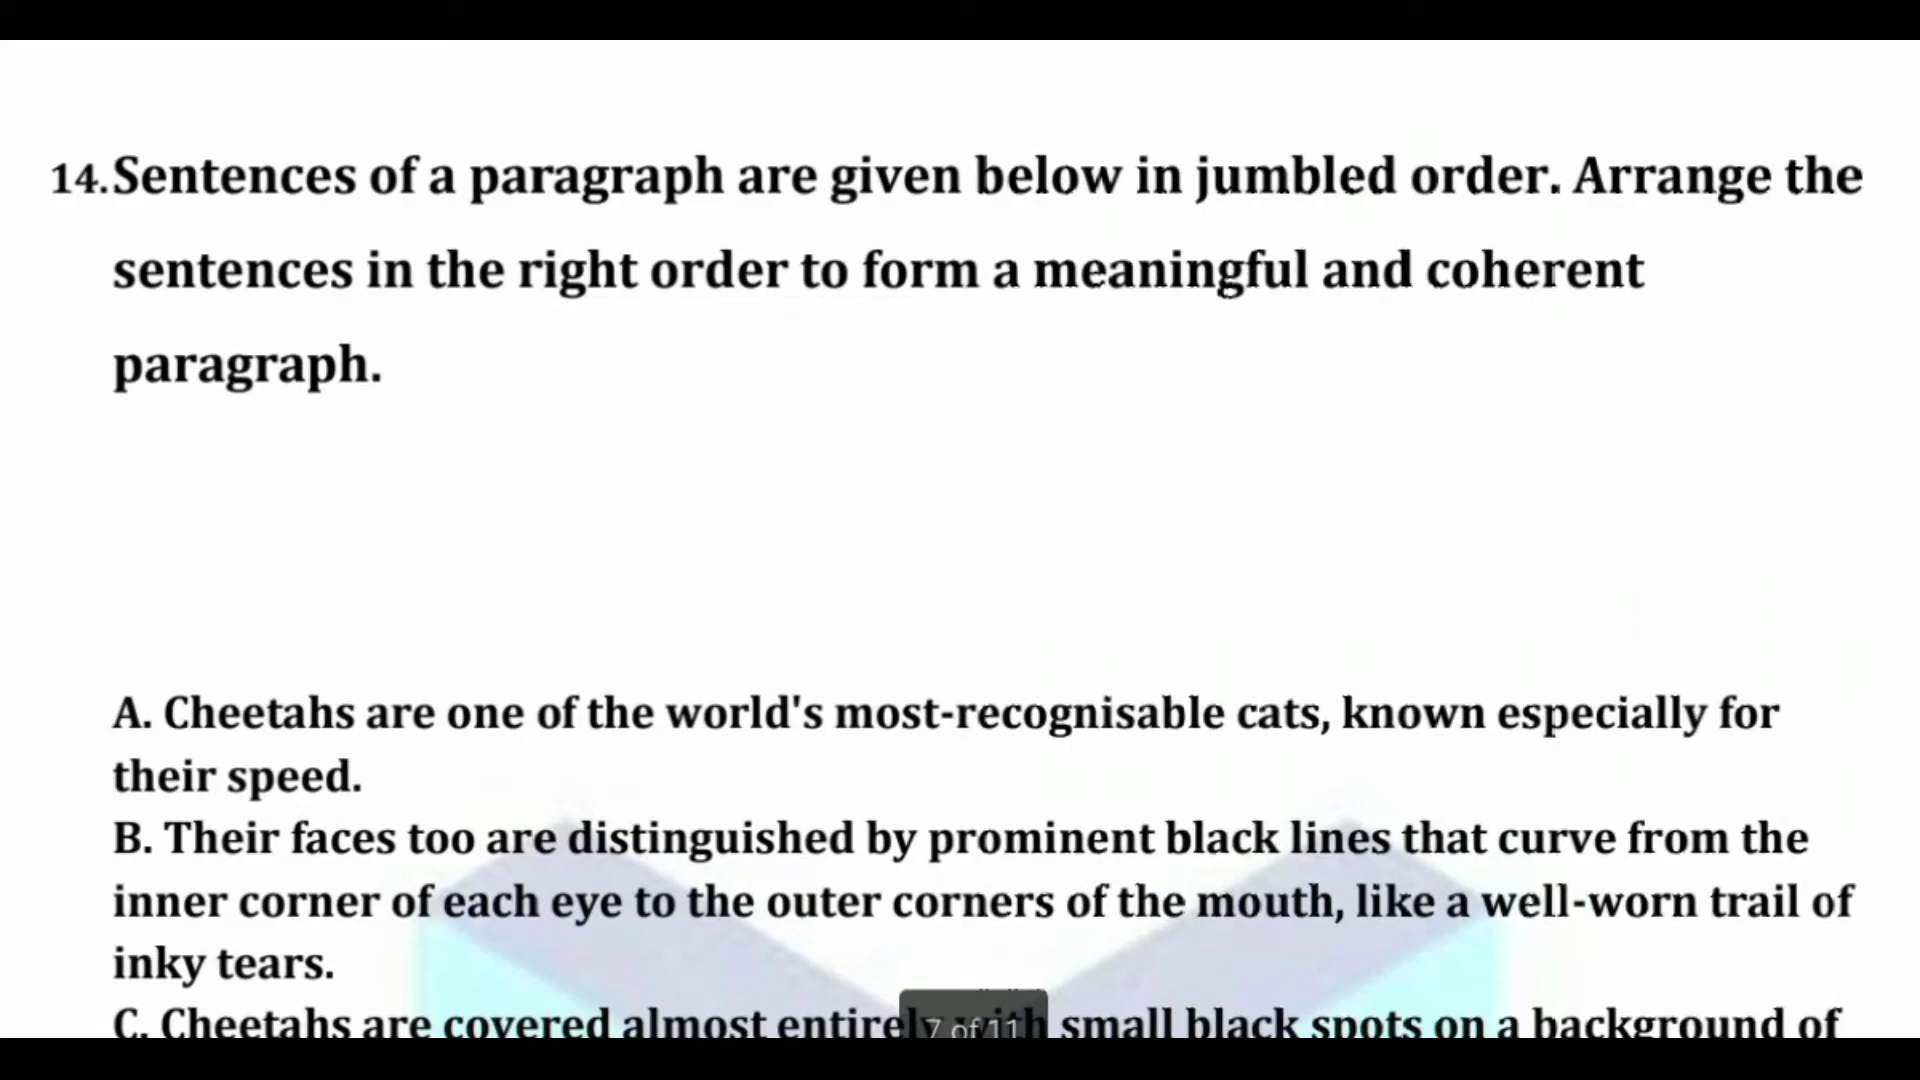 14. Sentences of a paragraph are given below in jumbled order. Arrange the
sentences in the right order to form a meaningful and coherent
paragraph.
A. Cheetahs are one of the world's most-recognisable cats, known especially for
their speed.
B. Their faces too are distinguished by prominent black lines that curve from the
inner corner of each eye to the outer corners of the mouth, like a well-worn trail of
inky tears.
C. Cheetahs are covered almost entirely with small black spots on a background of
7 of 11